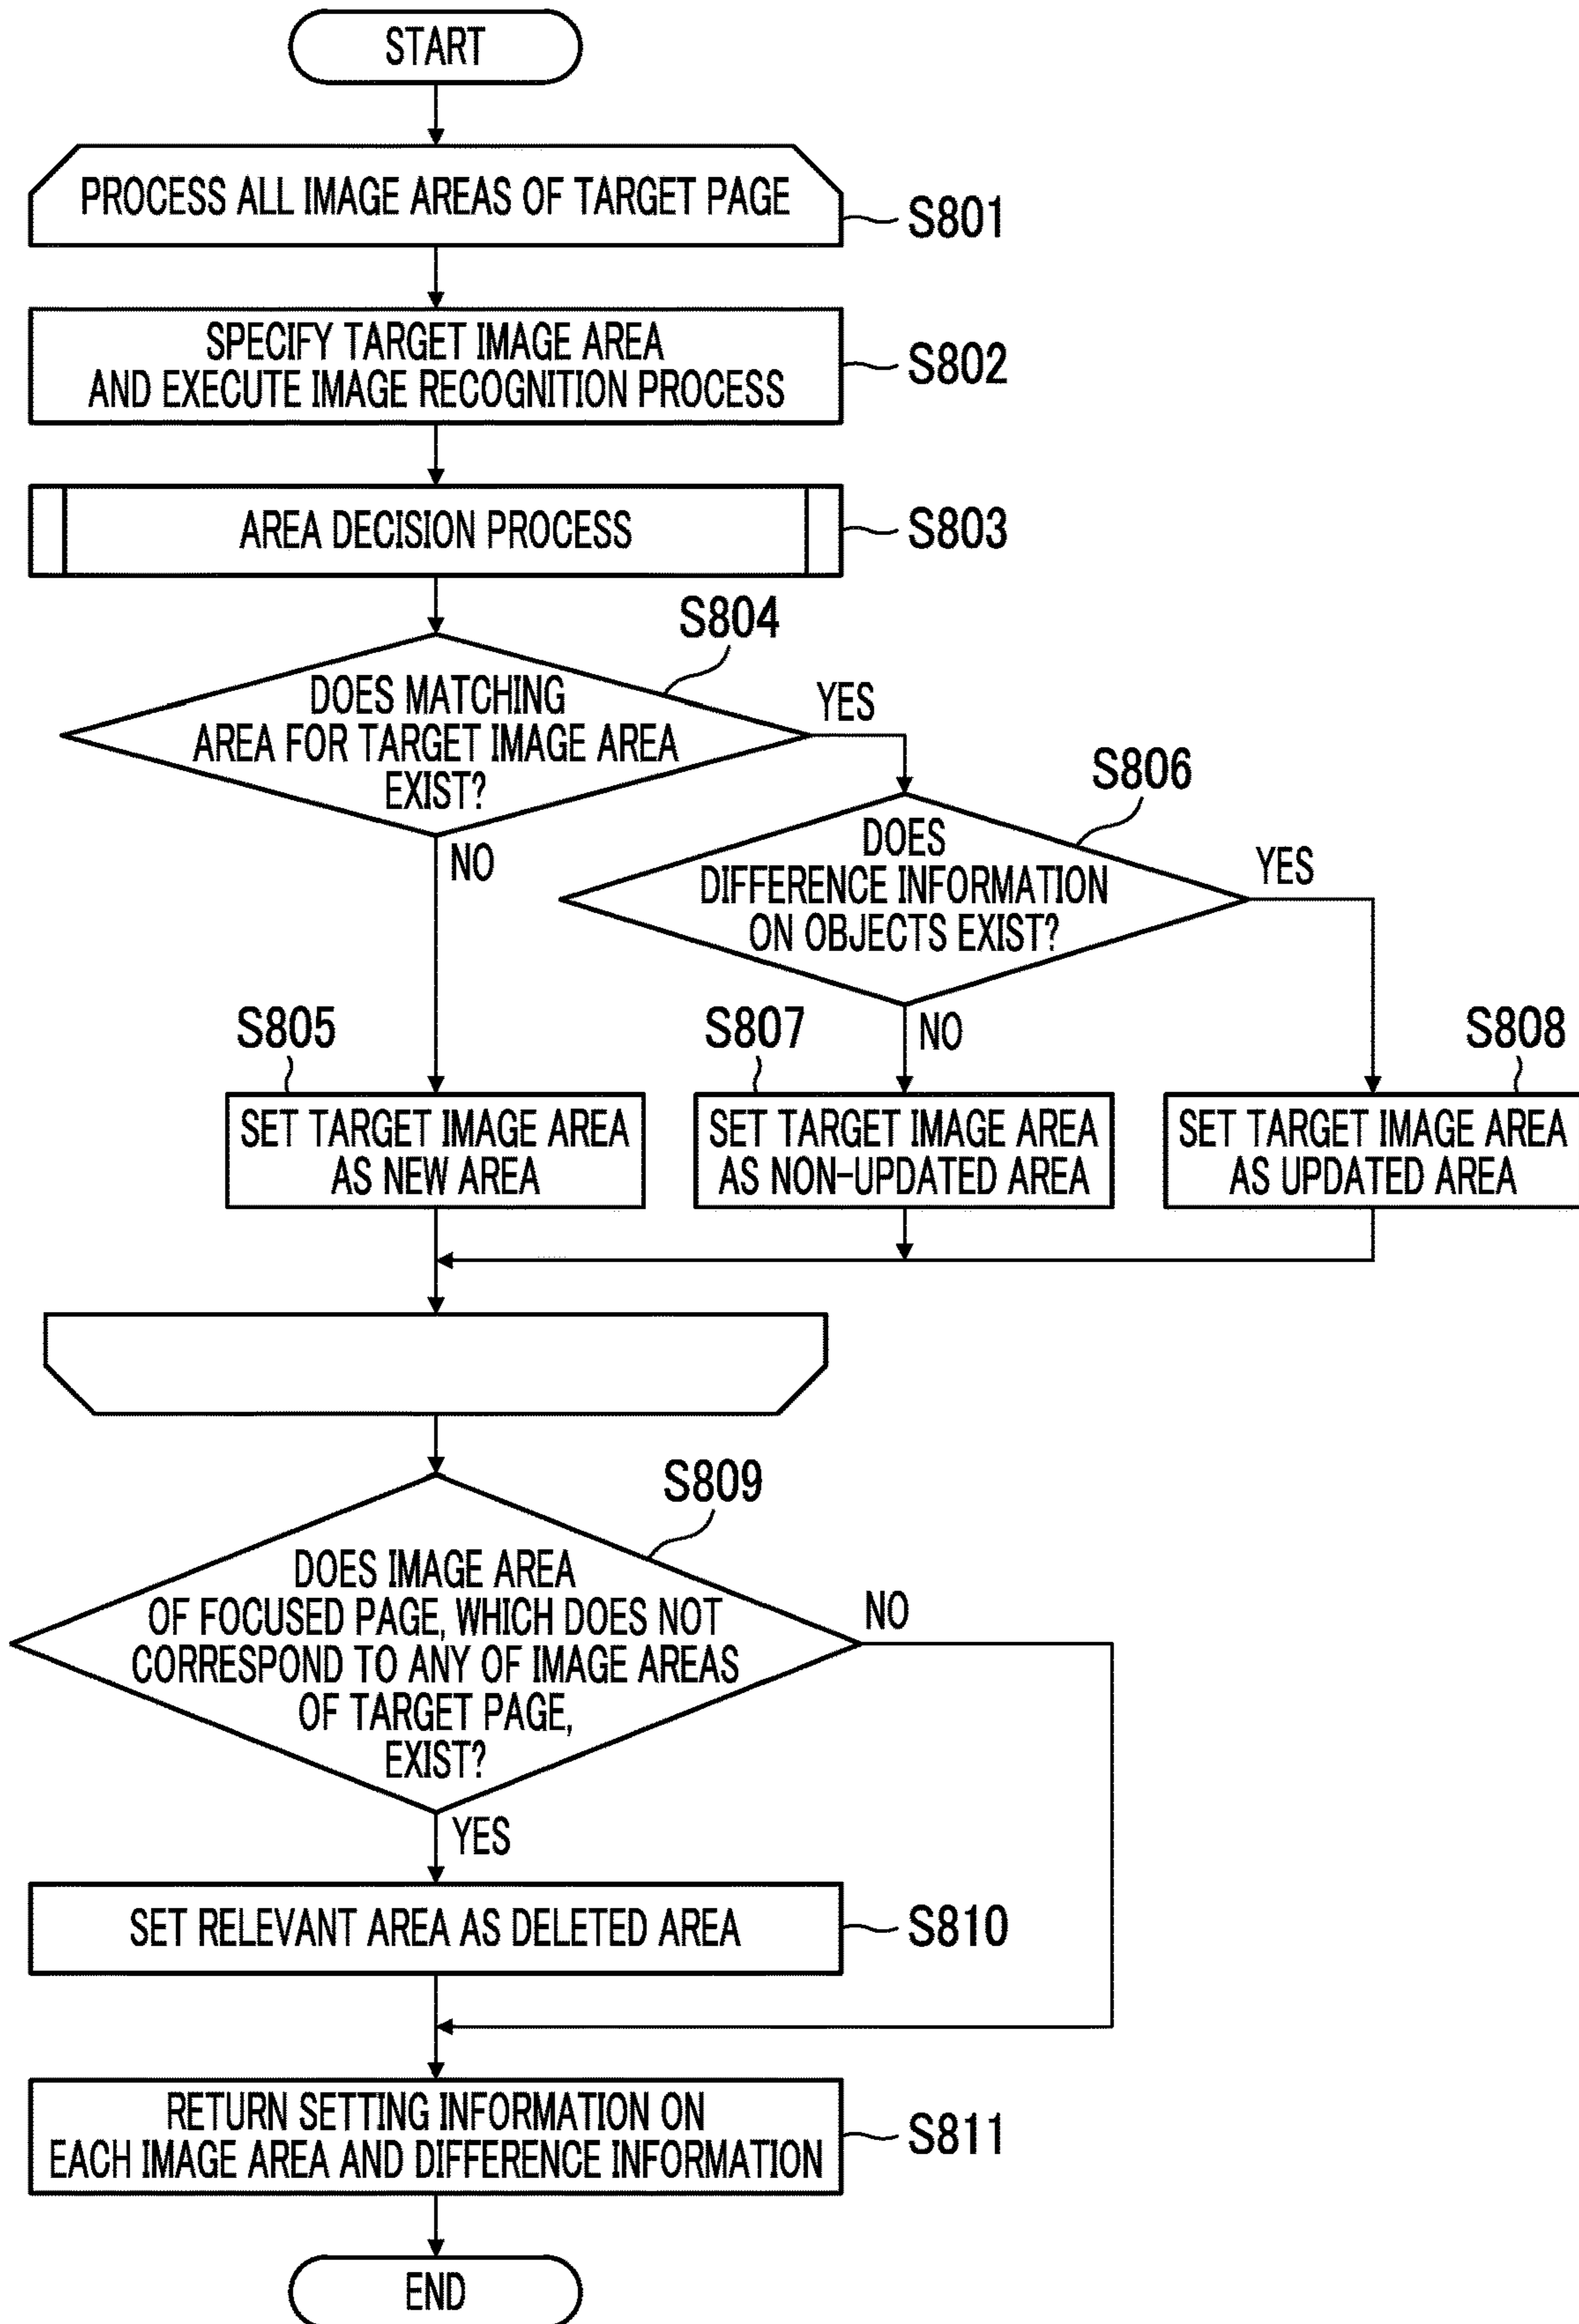 START
PROCESS ALL IMAGE AREAS OF TARGET PAGE
S801
SPECIFY TARGET IMAGE AREA
AND EXECUTE IMAGE RECOGNITION PROCESS
S802
AREA DECISION PROCESS
S803
S804
DOES MATCHING
AREA FOR TARGET IMAGE AREA
EXIST?
YES
NO
S806
DOES
DIFFERENCE INFORMATION
ON OBJECTS EXIST?
YES
NO
S805
SET TARGET IMAGE AREA
AS NEW AREA
S807
SET TARGET IMAGE AREA
AS NON-UPDATED AREA
S808
SET TARGET IMAGE AREA
AS UPDATED AREA
S809
DOES IMAGE AREA
OF FOCUSED PAGE, WHICH DOES NOT
CORRESPOND TO ANY OF IMAGE AREAS
OF TARGET PAGE,
EXIST?
NO
YES
SET RELEVANT AREA AS DELETED AREA
S810
RETURN SETTING INFORMATION ON
EACH IMAGE AREA AND DIFFERENCE INFORMATION
S811
END